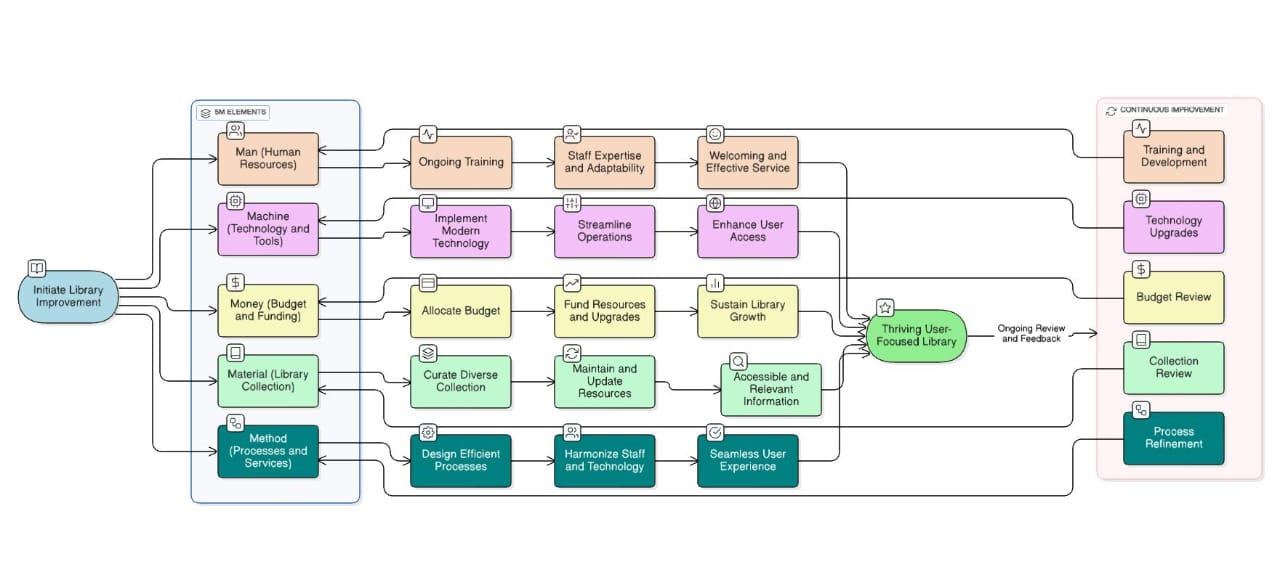 5M ELEMENTS
CONTINUOUS IMPROVEMENT
Man (Human
Resources)
Ongoing Training
Staff Expertise
and Adaptability
Welcoming and
Effective Service
Training and
Development
Machine
(Technology and
Tools)
Implement
Modern
Technology
Streamline
Operations
Enhance User
Access
Technology
Upgrades
Initiate Library
Improvement
Money (Budget
and Funding)
Allocate Budget
Fund Resources
and Upgrades
Sustain Library
Growth
Budget Review
Thriving User-
Focused Library
Ongoing Review
and Feedback
Material (Library
Collection)
Curate Diverse
Collection
Maintain and
Update
Resources
Accessible and
Relevant
Information
Collection
Review
Method
(Processes and
Services)
Design Efficient
Processes
Harmonize Staff
and Technology
Seamless User
Experience
Process
Refinement